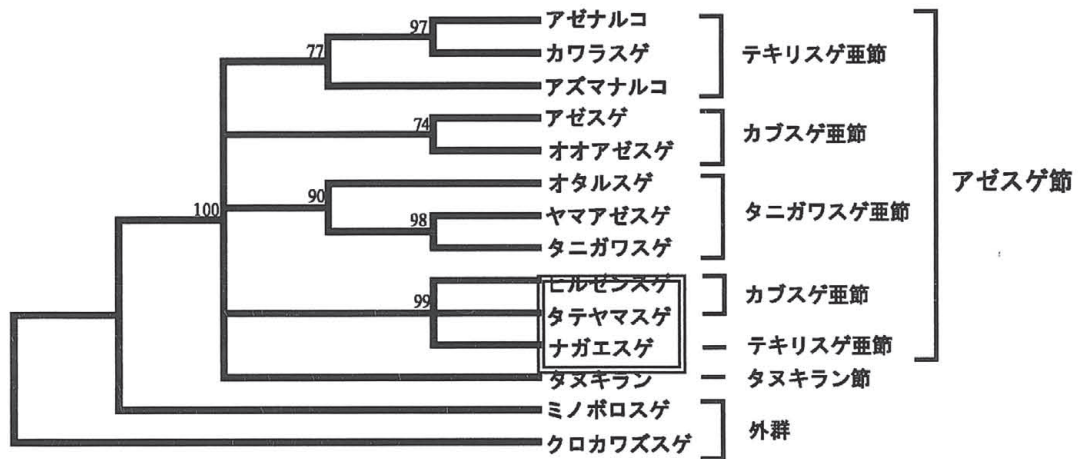 アゼナルコ
97
カワラスゲ
77
テキリスゲ亜節
アズマナルコ
アゼスゲ
74
カブスゲ亜節
オオアゼスゲ
アゼスゲ節
オタルスゲ
90
ヤマアゼスゲ
タニガワスゲ亜節
100
98
タニガワスゲ
ヒルゼンスゲ
カブスゲ亜節
99
タテヤマスゲ
ナガエスゲ
テキリスゲ亜節
タヌキラン
タヌキラン節
ミノボロスゲ
外群
クロカワズスゲ